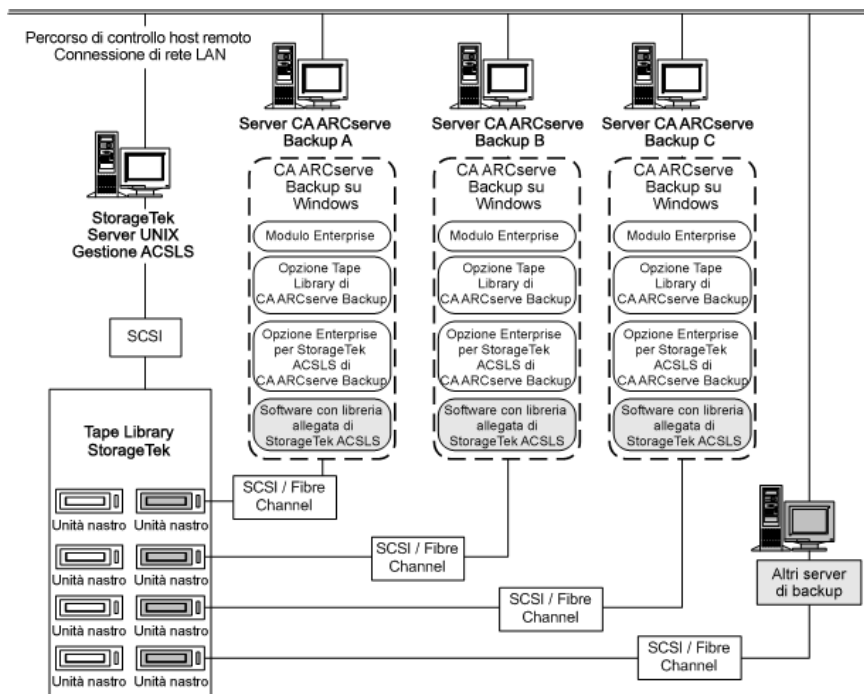 Percorso di controllo host remoto
Connessione di rete LAN
Server CA ARCserve
Backup A
Server CA ARCserve
Backup B
Server CA ARCserve
Backup C
StorageTek
Server UNIX
Gestione ACSLS
SCSI
CA ARCserve
Backup su
Windows
Modulo Enterprise
Opzione Tape
Library di
CA ARCserve Backup
Opzione Enterprise
per StorageTek
ACSLS di
CA ARCserve Backup
Software con libreria
allegata di
StorageTek ACSLS
CA ARCserve
Backup su
Windows
Modulo Enterprise
Opzione Tape
Library di
CA ARCserve Backup
Opzione Enterprise
per StorageTek
ACSLS di
CA ARCserve Backup
Software con libreria
allegata di
StorageTek ACSLS
CA ARCserve
Backup su
Windows
Modulo Enterprise
Opzione Tape
Library di
CA ARCserve Backup
Opzione Enterprise
per StorageTek
ACSLS di
CA ARCserve Backup
Software con libreria
allegata di
StorageTek ACSLS
Tape Library
StorageTek
Unità nastro
Unità nastro
SCSI / Fibre
Channel
Unità nastro
Unità nastro
SCSI / Fibre
Channel
Unità nastro
Unità nastro
SCSI / Fibre
Channel
Unità nastro
Unità nastro
SCSI / Fibre
Channel
Altri server
di backup